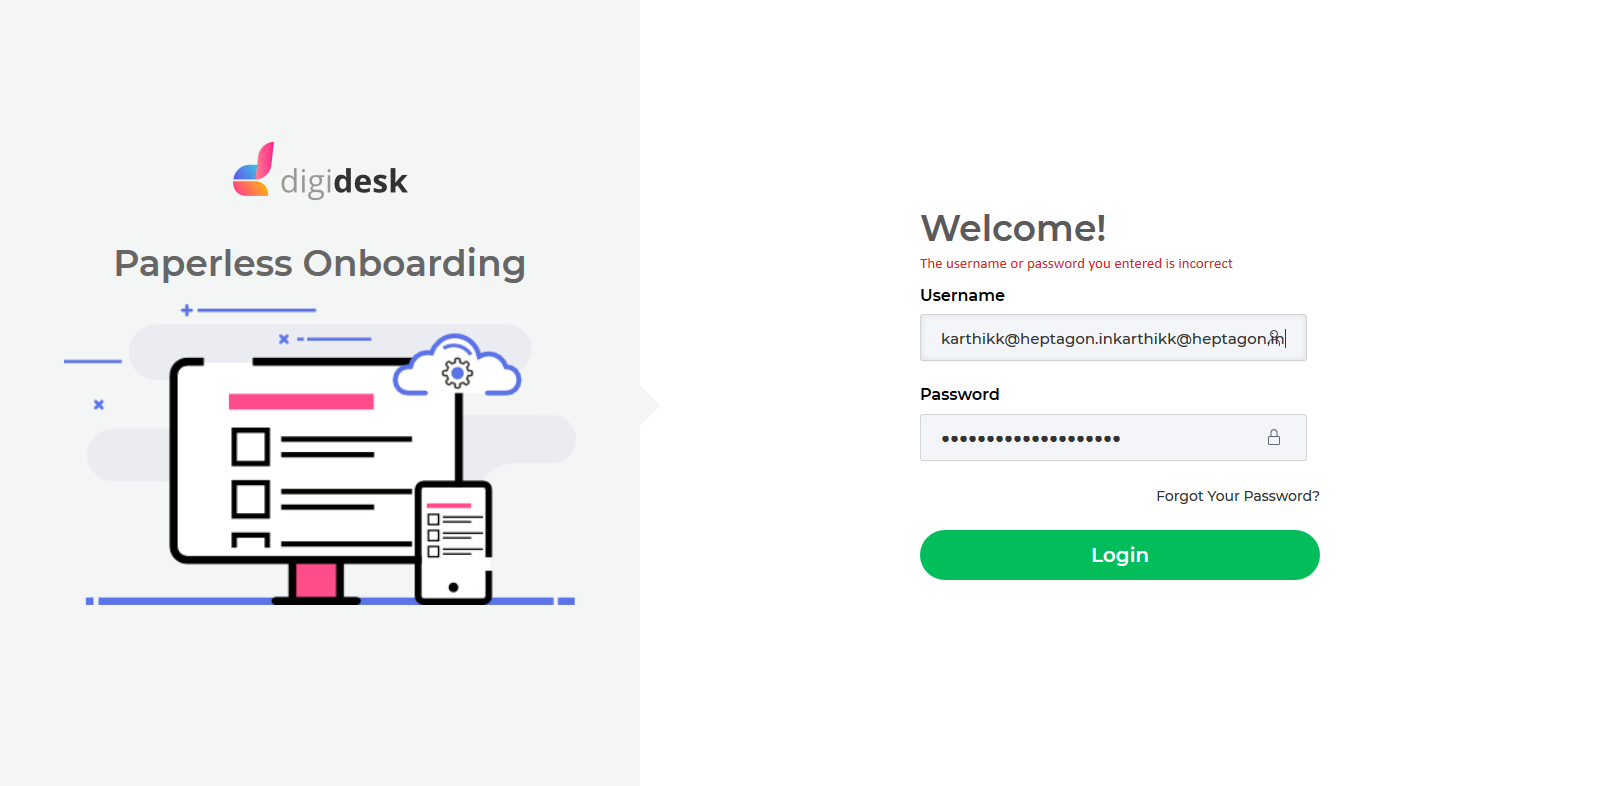 digidesk
Paperless Onboarding
Welcome!
The username or password you entered is incorrect
Username
karthikk@heptagon.inkarthikk@heptagon.in
Password
••••••••••••••••••••
Forgot Your Password?
Login